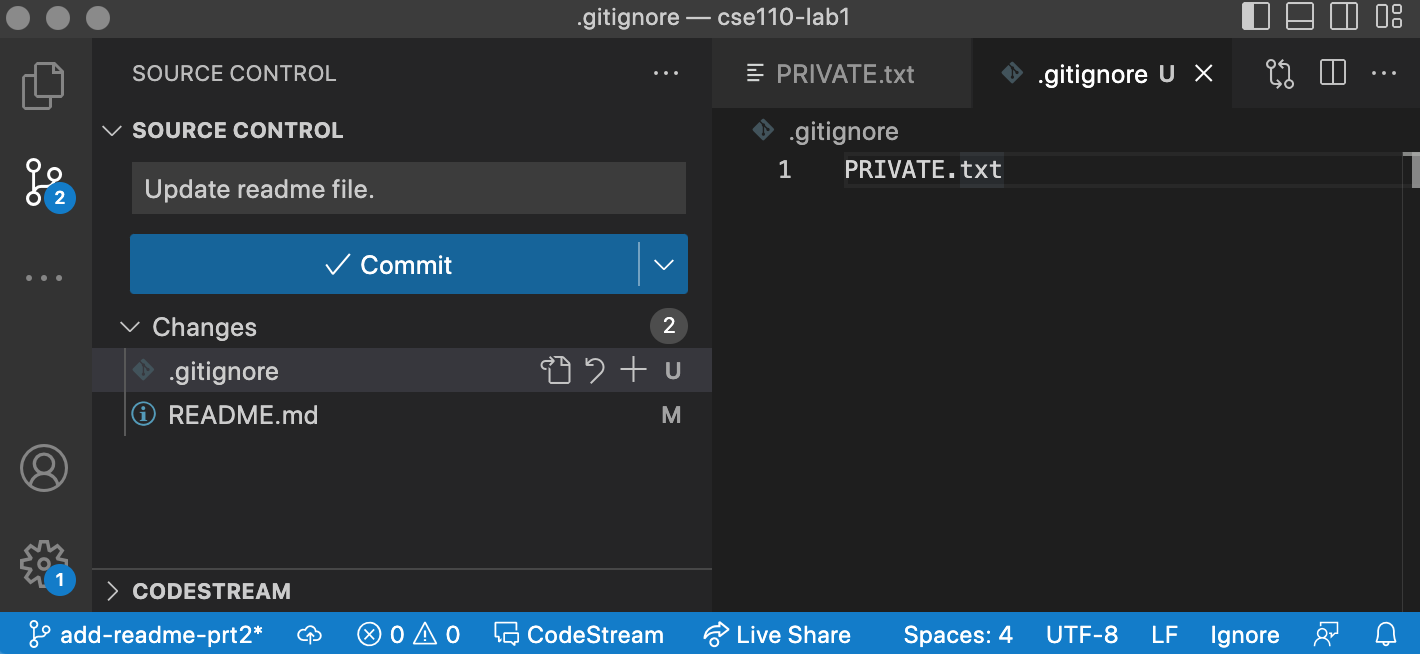 .gitignore — cse110-lab1
SOURCE CONTROL
SOURCE CONTROL
Update readme file.
Commit
Changes 2
.gitignore U
README.md M
CODESTREAM
2
1
PRIVATE.txt .gitignore U
.gitignore
1 PRIVATE.txt
add-readme-prt2* 0 0 CodeStream Live Share Spaces: 4 UTF-8 LF Ignore